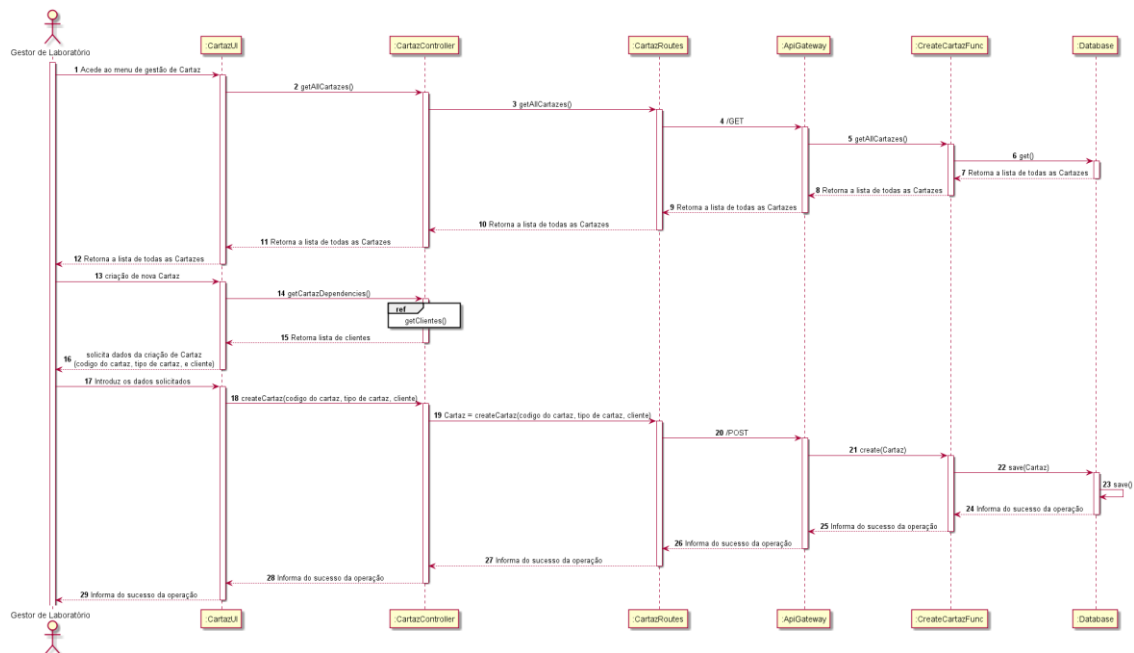 Gestor de Laboratório
:CartazUI
:CartazController
:CartazRoutes
:ApiGateway
:CreateCartazFunc
:Database
1 Acede ao menu de gestão de Cartaz
2 getAllCartazes()
3 getAllCartazes()
4 /GET
5 getAllCartazes()
6 get()
7 Retorna a lista de todas as Cartazes
8 Retorna a lista de todas as Cartazes
9 Retorna a lista de todas as Cartazes
10 Retorna a lista de todas as Cartazes
11 Retorna a lista de todas as Cartazes
12 Retorna a lista de todas as Cartazes
13 criação de nova Cartaz
14 getCartazDependencies()
ref
getClientes()
15 Retorna lista de clientes
16 solicita dados da criação de Cartaz
(codigo do cartaz, tipo de cartaz, e cliente)
17 Introduz os dados solicitados
18 createCartaz(codigo do cartaz, tipo de cartaz, cliente)
19 Cartaz = createCartaz(codigo do cartaz, tipo de cartaz, cliente)
20 /POST
21 create(Cartaz)
22 save(Cartaz)
23 save()
24 Informa do sucesso da operação
25 Informa do sucesso da operação
26 Informa do sucesso da operação
27 Informa do sucesso da operação
28 Informa do sucesso da operação
29 Informa do sucesso da operação
Gestor de Laboratório
:CartazUI
:CartazController
:CartazRoutes
:ApiGateway
:CreateCartazFunc
:Database